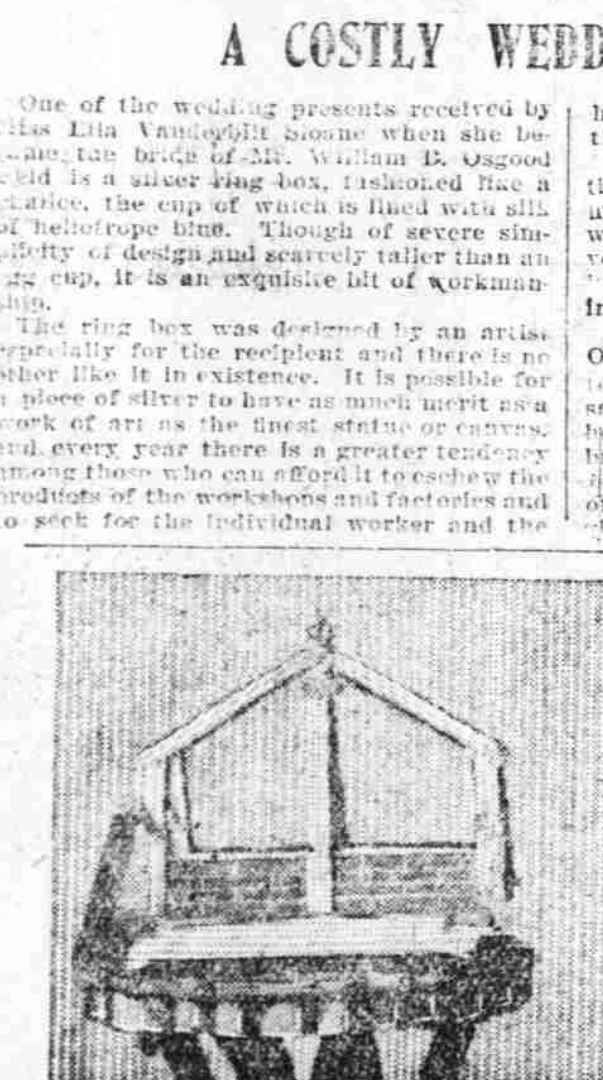 A COSTLY WEDD
One of the wedding presents received by
Miss Lila Vanderbilt Sloane when she be-
came the bride of Mr. William B. Osgood
Field is a silver ring box, fashioned like a
chalice, the cup of which is lined with silk
of heliotrope blue. Though of severe sim-
plicity of design and scarcely taller than an
egg cup, it is an exquisite bit of workman-
ship.
The ring box was designed by an artist
especially for the recipient and there is no
other like it in existence. It is possible for
a piece of silver to have as much merit as a
work of art as the finest statue or canvas,
and every year there is a greater tendency
among those who can afford it to eschew the
products of the workshops and factories and
to seek for the individual worker and the